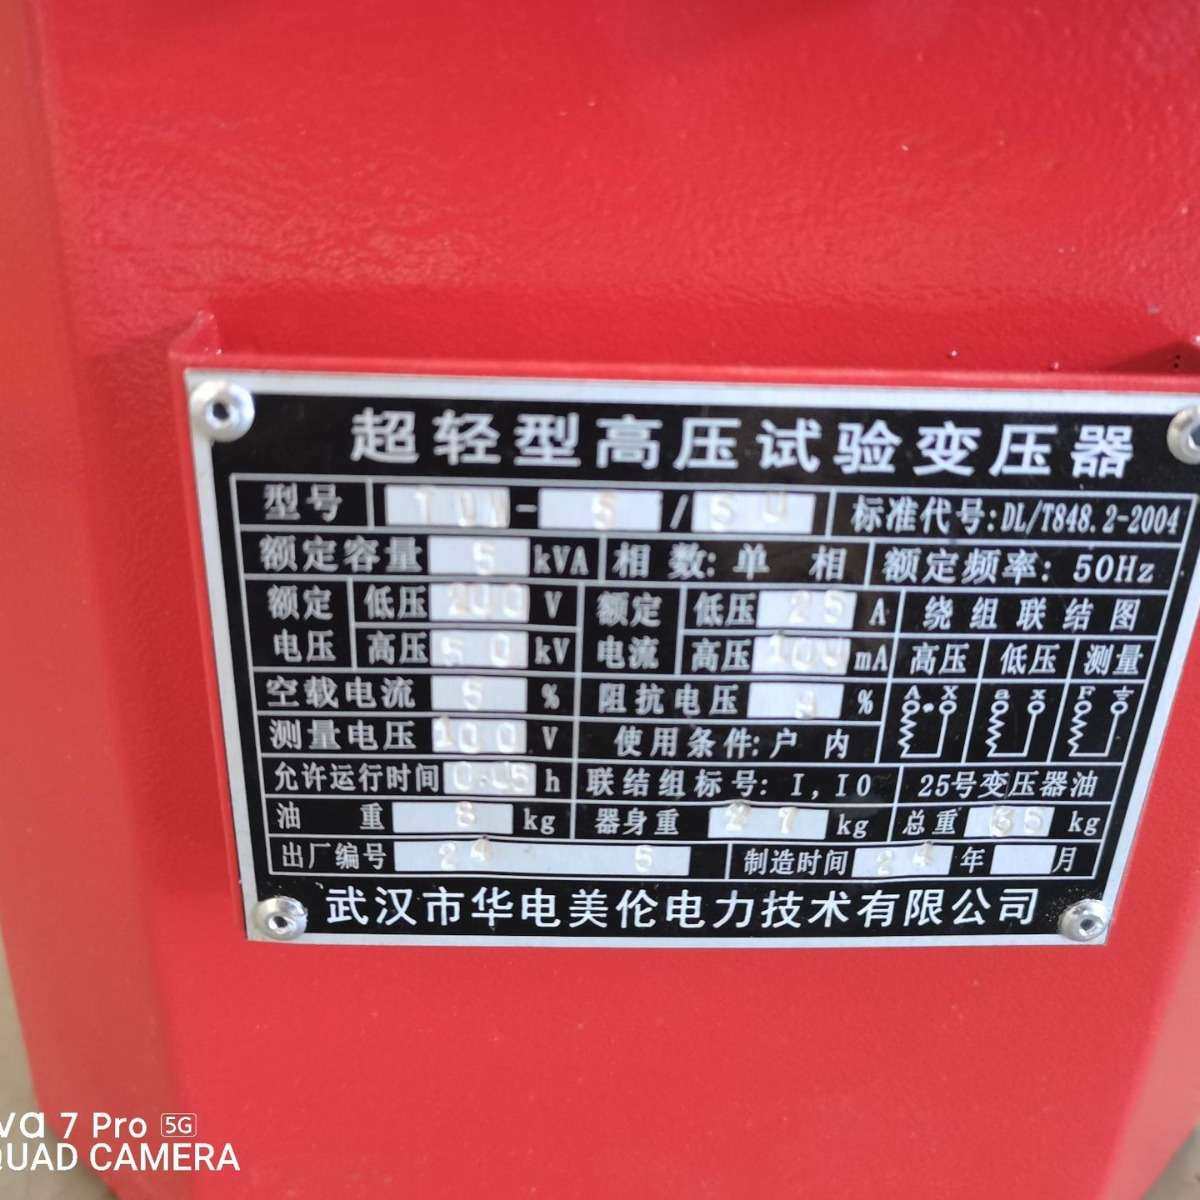 超轻型高压试验变压器
型号 TDM-5/50 标准代号:DL/T848.2-2004
额定容量 5 kVA 相数:单相 额定频率:50Hz
额定电压 低压 200 V 额定电流 低压 25 A 绕组联结图
高压 50 kV 高压 100 mA 高压 低压 测量
空载电流 5 % 阻抗电压 % A X a x F
测量电压 100 V 使用条件:户内
允许运行时间 0.05 h 联结组标号:I,I0 25号变压器油
油重 8 kg 器身重 27 kg 总重 35 kg
出厂编号 24 5 制造时间 24 年 月
武汉市华电美伦电力技术有限公司
va 7 Pro 5G
QUAD CAMERA